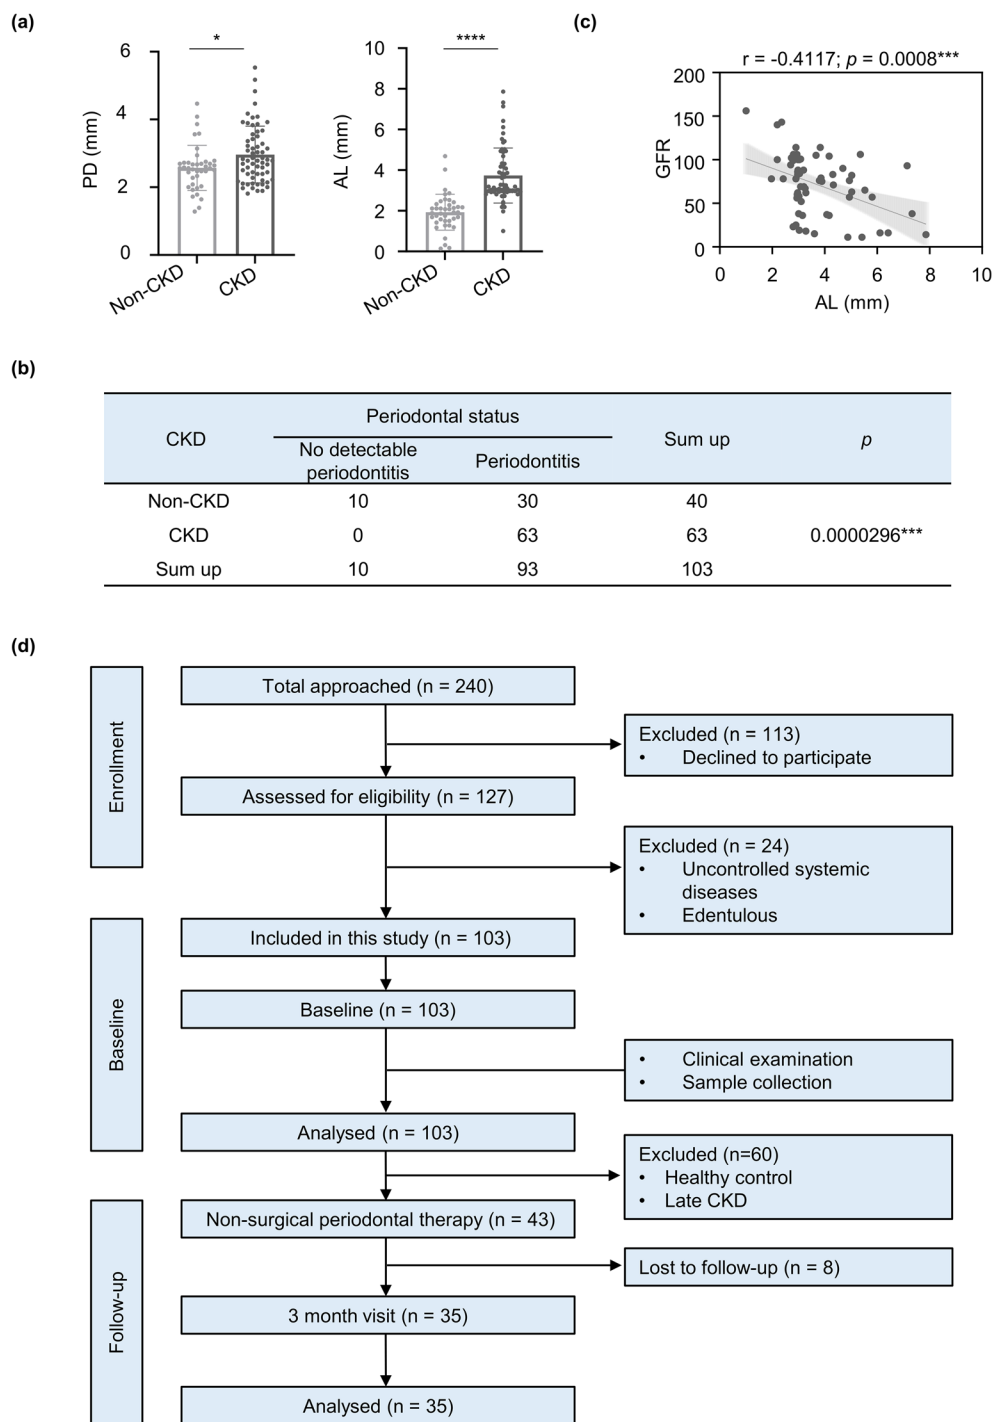 (a)
*
6
4
2
0
PD (mm)
Non-CKD
CKD
****
10
8
6
4
2
0
AL (mm)
Non-CKD
CKD
(c)
r = -0.4117; p = 0.0008***
200
150
100
50
0
GFR
0 2 4 6 8 10
AL (mm)
(b)
CKD
Periodontal status
No detectable
periodontitis
Periodontitis
Sum up
p
Non-CKD 10 30 40
CKD 0 63 63 0.0000296***
Sum up 10 93 103
(d)
Enrollment
Total approached (n = 240)
Excluded (n = 113)
• Declined to participate
Assessed for eligibility (n = 127)
Excluded (n = 24)
• Uncontrolled systemic
diseases
• Edentulous
Baseline
Included in this study (n = 103)
Baseline (n = 103)
• Clinical examination
• Sample collection
Analysed (n = 103)
Excluded (n=60)
• Healthy control
• Late CKD
Follow-up
Non-surgical periodontal therapy (n = 43)
Lost to follow-up (n = 8)
3 month visit (n = 35)
Analysed (n = 35)